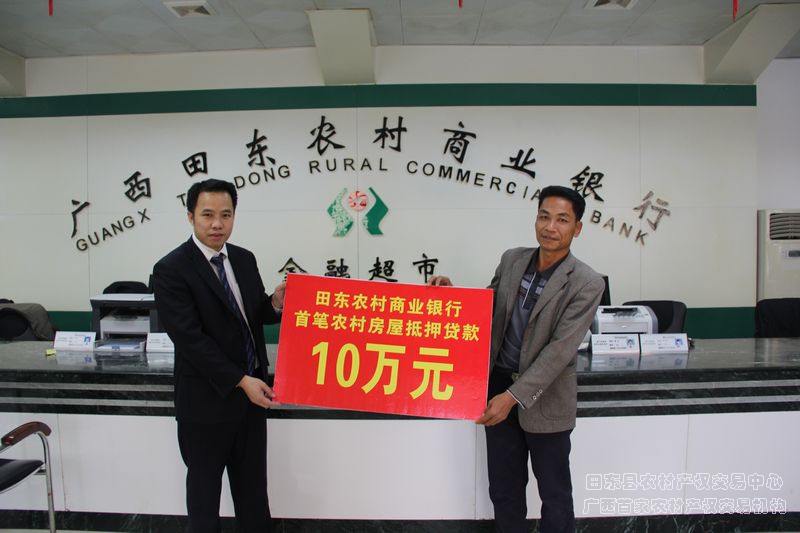 广西田东农村商业银行
GUANGX T DONG RURAL COMMERCIA BANK
金融超市
田东农村商业银行
首笔农村房屋抵押贷款
10万元
田东县农村产权交易中心
广西首家农村产权交易机构